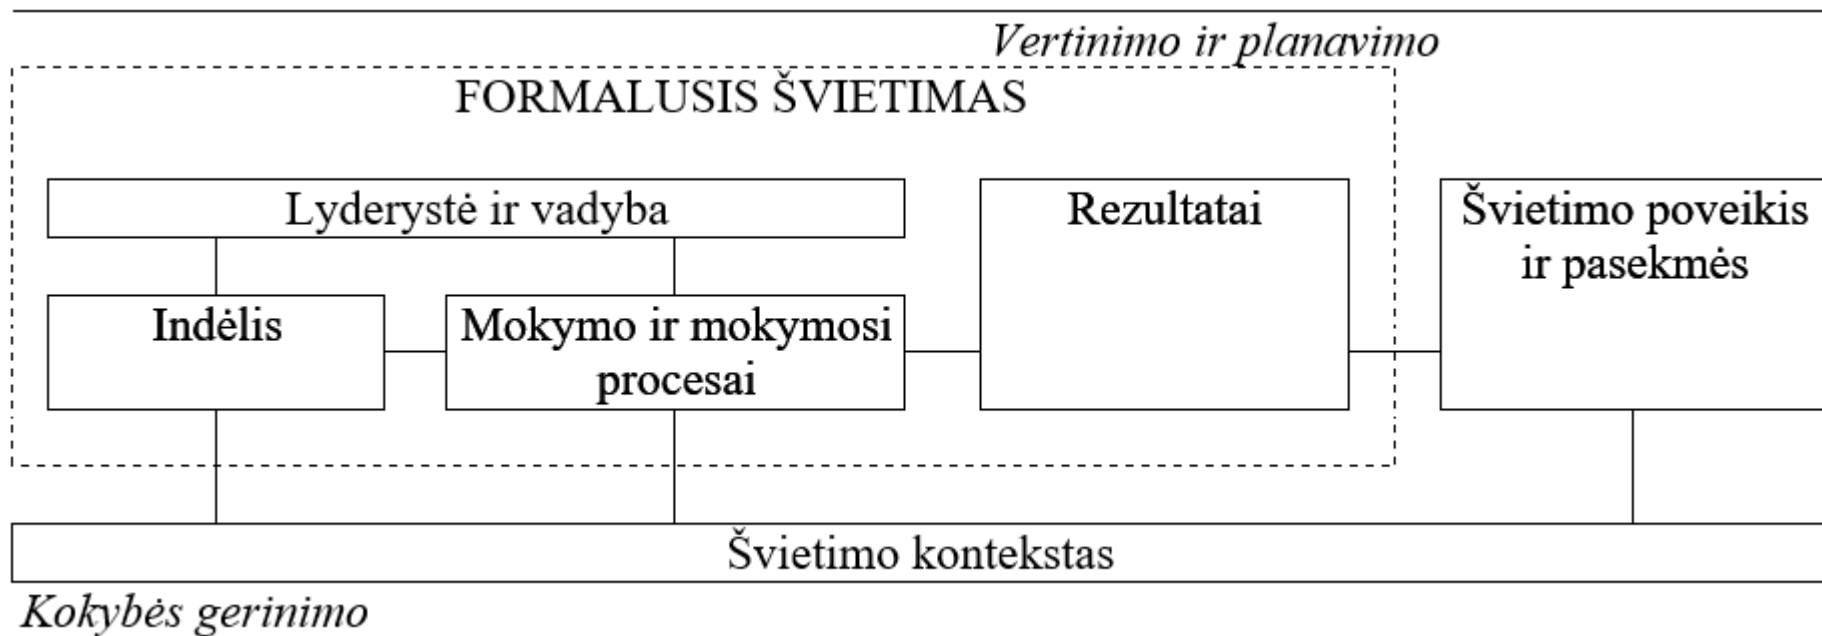 Vertinimo ir planavimo
FORMALUSIS ŠVIETIMAS
Lyderystė ir vadyba
Rezultatai
Švietimo poveikis
ir pasekmės
Indėlis
Mokymo ir mokymosi
procesai
Švietimo kontekstas
Kokybės gerinimo